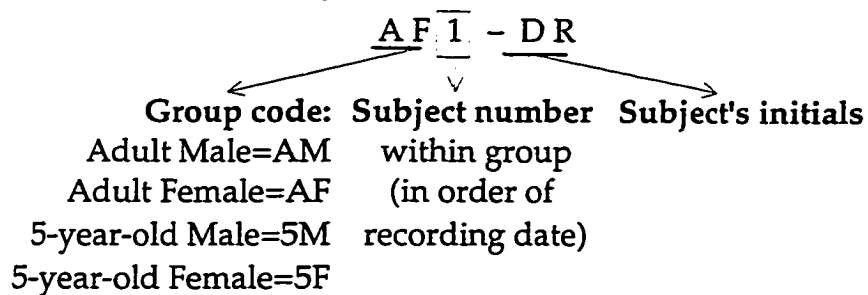 AF1 – DR
Group code: Subject number Subject's initials
Adult Male=AM within group
Adult Female=AF (in order of
5-year-old Male=5M recording date)
5-year-old Female=5F